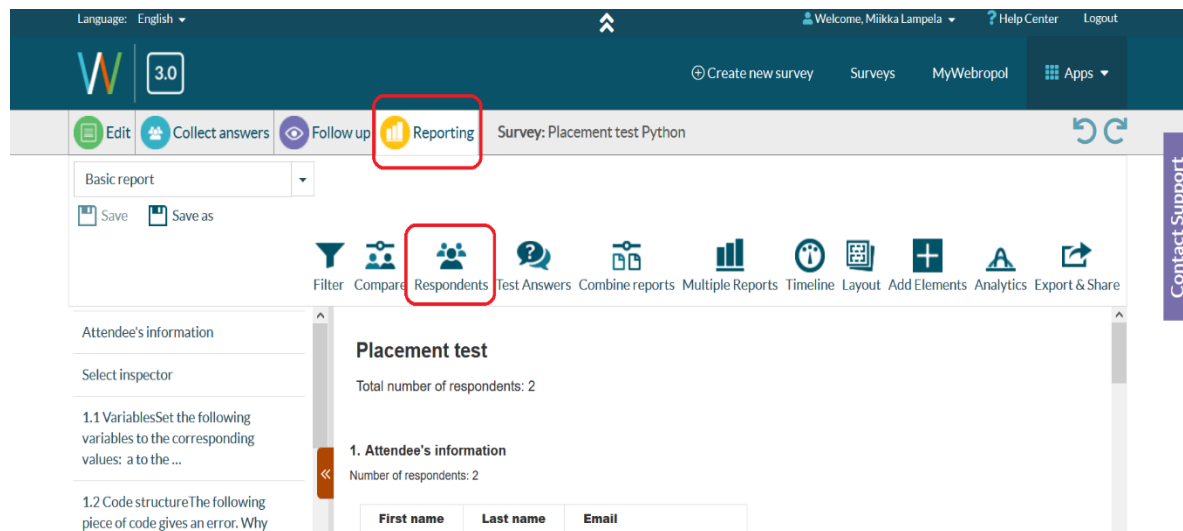 Language: English
Welcome, Miikka Lampela
? Help Center
Logout
W
3.0
Create new survey
Surveys
MyWebropol
Apps
Edit
Collect answers
Follow up
Reporting
Survey: Placement test Python
Contact Support
Basic report
Save
Save as
Filter
Compare
Respondents
Test Answers
Combine reports
Multiple Reports
Timeline
Layout
Add Elements
Analytics
Export & Share
Attendee's information
Select inspector
1.1 VariablesSet the following
variables to the corresponding
values: a to the ...
1.2 Code structureThe following
piece of code gives an error. Why
Placement test
Total number of respondents: 2
1. Attendee's information
Number of respondents: 2
First name
Last name
Email